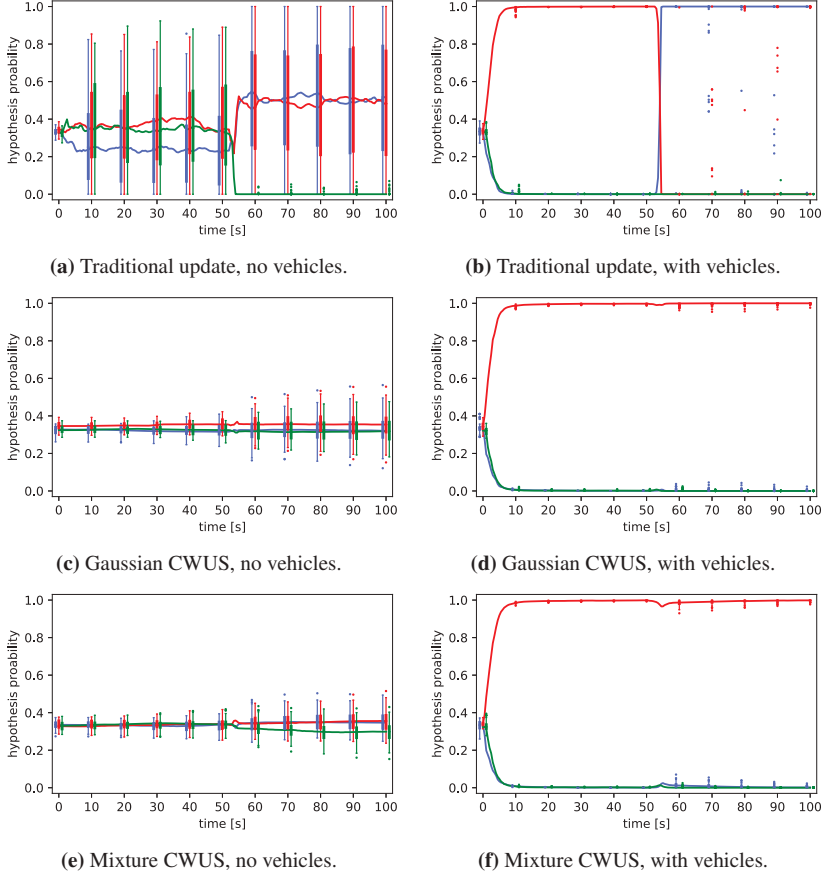 hypothesis proability
1.0
0.8
0.6
0.4
0.2
0.0
0 10 20 30 40 50 60 70 80 90 100
time [s]
(a) Traditional update, no vehicles.
hypothesis proability
1.0
0.8
0.6
0.4
0.2
0.0
0 10 20 30 40 50 60 70 80 90 100
time [s]
(b) Traditional update, with vehicles.
hypothesis proability
1.0
0.8
0.6
0.4
0.2
0.0
0 10 20 30 40 50 60 70 80 90 100
time [s]
(c) Gaussian CWUS, no vehicles.
hypothesis proability
1.0
0.8
0.6
0.4
0.2
0.0
0 10 20 30 40 50 60 70 80 90 100
time [s]
(d) Gaussian CWUS, with vehicles.
hypothesis proability
1.0
0.8
0.6
0.4
0.2
0.0
0 10 20 30 40 50 60 70 80 90 100
time [s]
(e) Mixture CWUS, no vehicles.
hypothesis proability
1.0
0.8
0.6
0.4
0.2
0.0
0 10 20 30 40 50 60 70 80 90 100
time [s]
(f) Mixture CWUS, with vehicles.